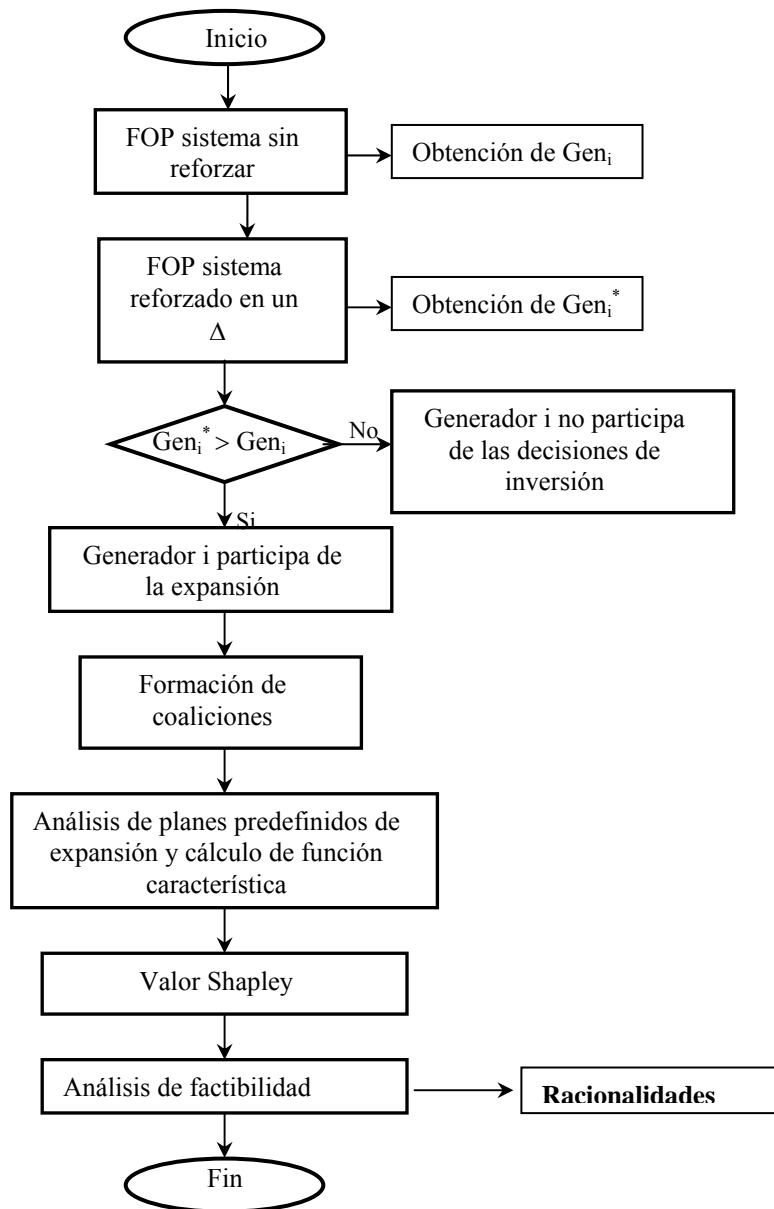 Inicio
FOP sistema sin
reforzar
Obtención de Genᵢ
FOP sistema
reforzado en un
Δ
Obtención de Genᵢ*
Genᵢ* > Genᵢ
No
Generador i no participa
de las decisiones de
inversión
Si
Generador i participa de
la expansión
Formación de
coaliciones
Análisis de planes predefinidos de
expansión y cálculo de función
característica
Valor Shapley
Análisis de factibilidad
Racionalidades
Fin